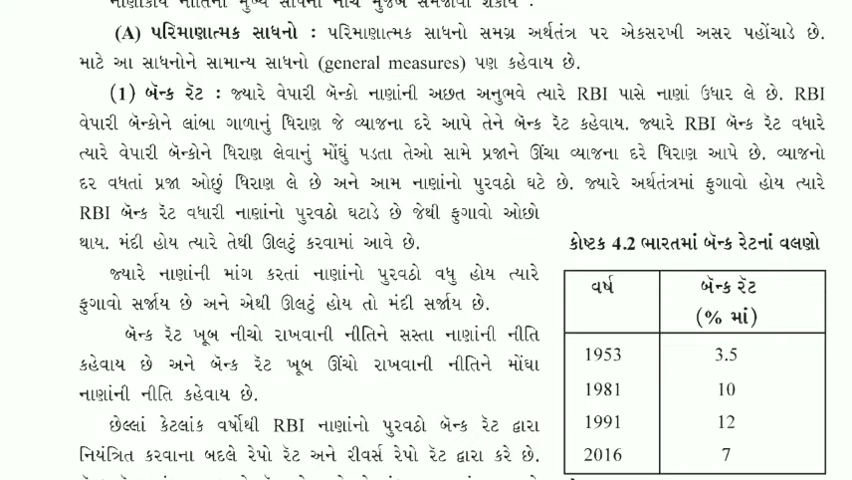 નાણાકીય નીતિના મુખ્ય સાધનો નીચે મુજબ સમજાવી શકાય :
(A) પરિમાણાત્મક સાધનો : પરિમાણાત્મક સાધનો સમગ્ર અર્થતંત્ર પર એકસરખી અસર પહોંચાડે છે.
માટે આ સાધનોને સામાન્ય સાધનો (general measures) પણ કહેવાય છે.
(1) બૅન્ક રૅટ : જ્યારે વેપારી બૅન્કો નાણાંની અછત અનુભવે ત્યારે RBI પાસે નાણાં ઉધાર લે છે. RBI
વેપારી બૅન્કોને લાંબા ગાળાનું ધિરાણ જે વ્યાજના દરે આપે તેને બૅન્ક રૅટ કહેવાય. જ્યારે RBI બૅન્ક રૅટ વધારે
ત્યારે વેપારી બૅન્કોને ધિરાણ લેવાનું મોંઘું પડતા તેઓ સામે પ્રજાને ઊંચા વ્યાજના દરે ધિરાણ આપે છે. વ્યાજનો
દર વધતાં પ્રજા ઓછું ધિરાણ લે છે અને આમ નાણાંનો પુરવઠો ઘટે છે. જ્યારે અર્થતંત્રમાં ફુગાવો હોય ત્યારે
RBI બૅન્ક રૅટ વધારી નાણાંનો પુરવઠો ઘટાડે છે જેથી ફુગાવો ઓછો
થાય. મંદી હોય ત્યારે તેથી ઊલટું કરવામાં આવે છે.
જ્યારે નાણાંની માંગ કરતાં નાણાંનો પુરવઠો વધુ હોય ત્યારે
ફુગાવો સર્જાય છે અને એથી ઊલટું હોય તો મંદી સર્જાય છે.
બૅન્ક રૅટ ખૂબ નીચો રાખવાની નીતિને સસ્તા નાણાંની નીતિ
કહેવાય છે અને બૅન્ક રૅટ ખૂબ ઊંચો રાખવાની નીતિને મોંઘા
નાણાંની નીતિ કહેવાય છે.
છેલ્લાં કેટલાંક વર્ષોથી RBI નાણાંનો પુરવઠો બૅન્ક રૅટ દ્વારા
નિયંત્રિત કરવાના બદલે રેપો રૅટ અને રીવર્સ રેપો રૅટ દ્વારા કરે છે.
કોષ્ટક 4.2 ભારતમાં બૅન્ક રેટનાં વલણો
વર્ષ બૅન્ક રૅટ
(% માં)
1953 3.5
1981 10
1991 12
2016 7